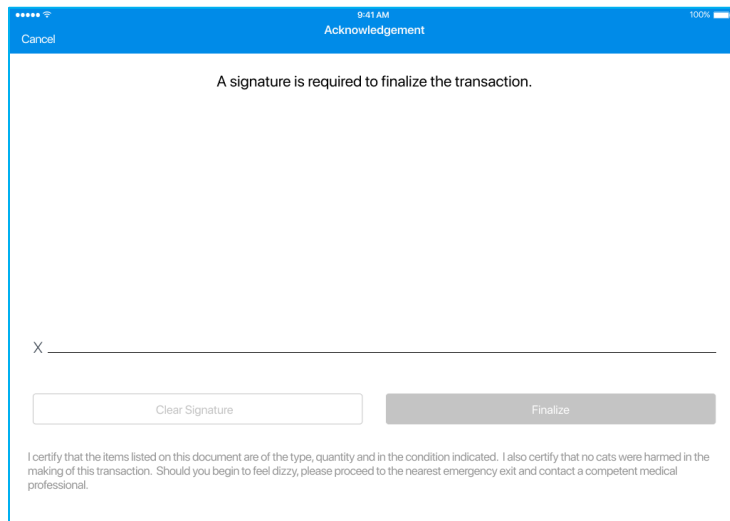 9:41 AM
100%
Cancel
Acknowledgement
A signature is required to finalize the transaction.
X
Clear Signature
Finalize
I certify that the items listed on this document are of the type, quantity and in the condition indicated.  I also certify that no cats were harmed in the
making of this transaction.  Should you begin to feel dizzy, please proceed to the nearest emergency exit and contact a competent medical
professional.